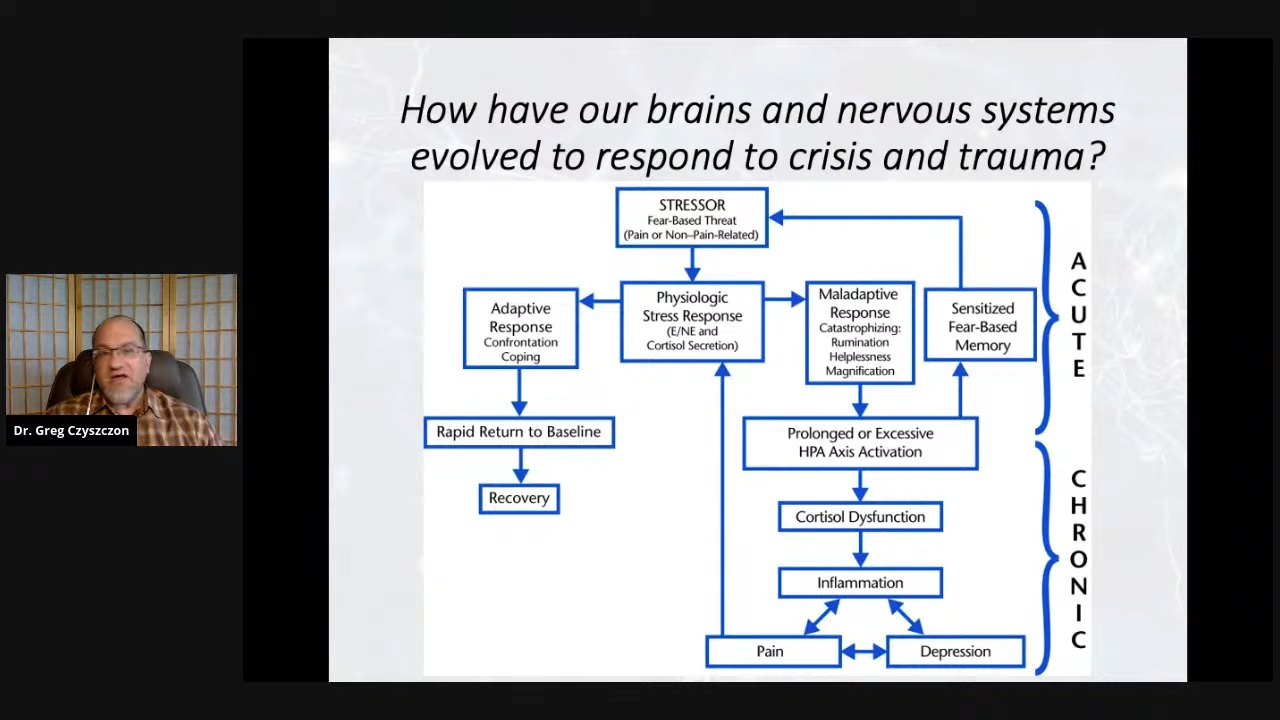 How have our brains and nervous systems
evolved to respond to crisis and trauma?
STRESSOR
Fear-Based Threat
(Pain or Non–Pain-Related)
Adaptive
Response
Confrontation
Coping
Physiologic
Stress Response
(E/NE and
Cortisol Secretion)
Maladaptive
Response
Catastrophizing:
Rumination
Helplessness
Magnification
Sensitized
Fear-Based
Memory
ACUTE
Rapid Return to Baseline
Prolonged or Excessive
HPA Axis Activation
Recovery
Cortisol Dysfunction
Inflammation
Pain
Depression
CHRONIC
Dr. Greg Czyszczon